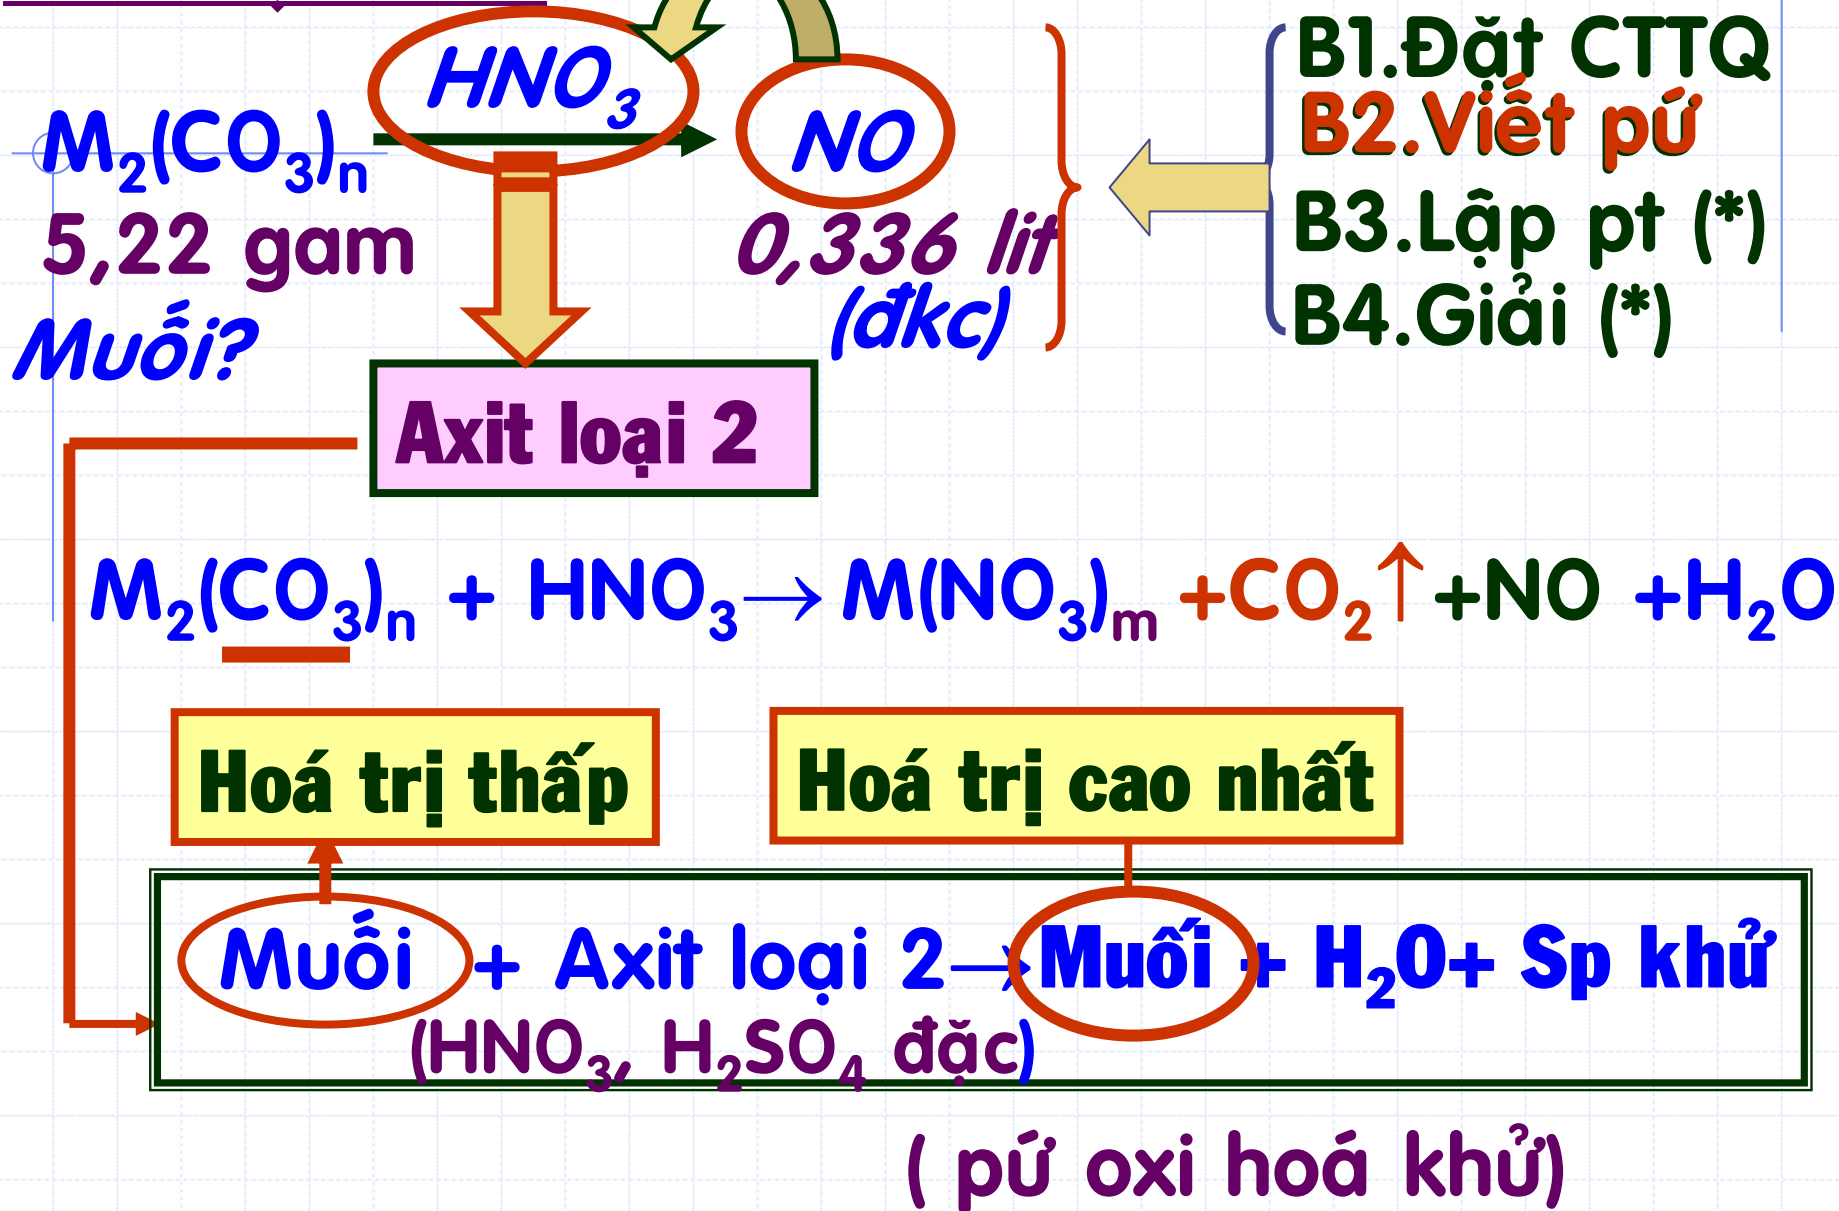 HNO3
NO
M2(CO3)n
5,22 gam
0,336 lit
(đkc)
Muối?
B1.Đặt CTTQ
B2.Viết pứ
B3.Lập pt (*)
B4.Giải (*)
Axit loại 2
M2(CO3)n + HNO3→ M(NO3)m +CO2↑+NO +H2O
Hoá trị thấp
Hoá trị cao nhất
Muối + Axit loại 2→Muối + H2O+ Sp khử
(HNO3, H2SO4 đặc)
( pứ oxi hoá khử)